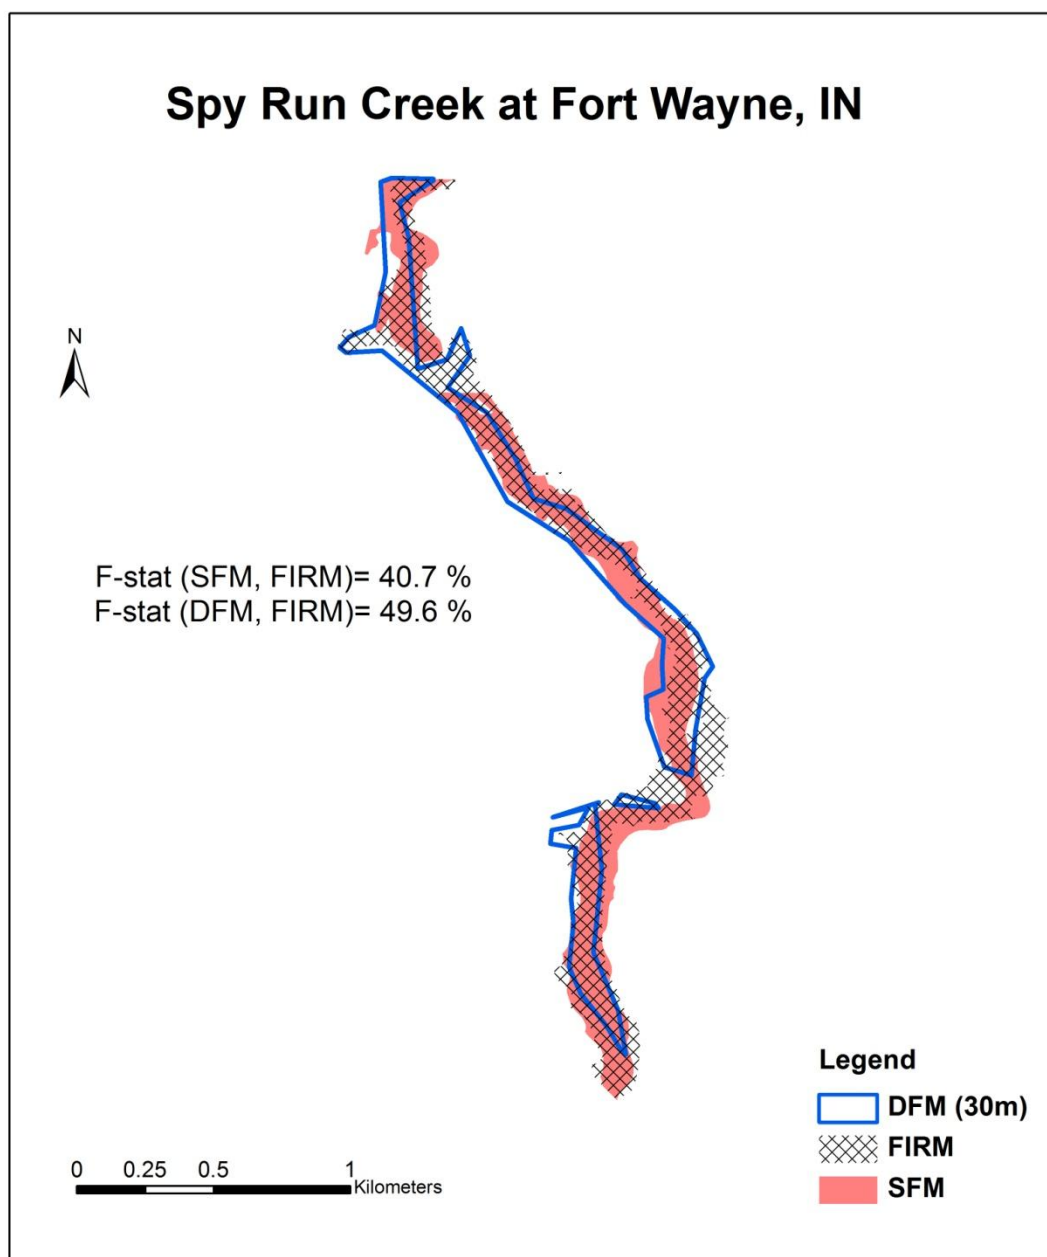 Spy Run Creek at Fort Wayne, IN
N
F-stat (SFM, FIRM)= 40.7 %
F-stat (DFM, FIRM)= 49.6 %
Legend
DFM (30m)
FIRM
SFM
0 0.25 0.5 1
Kilometers